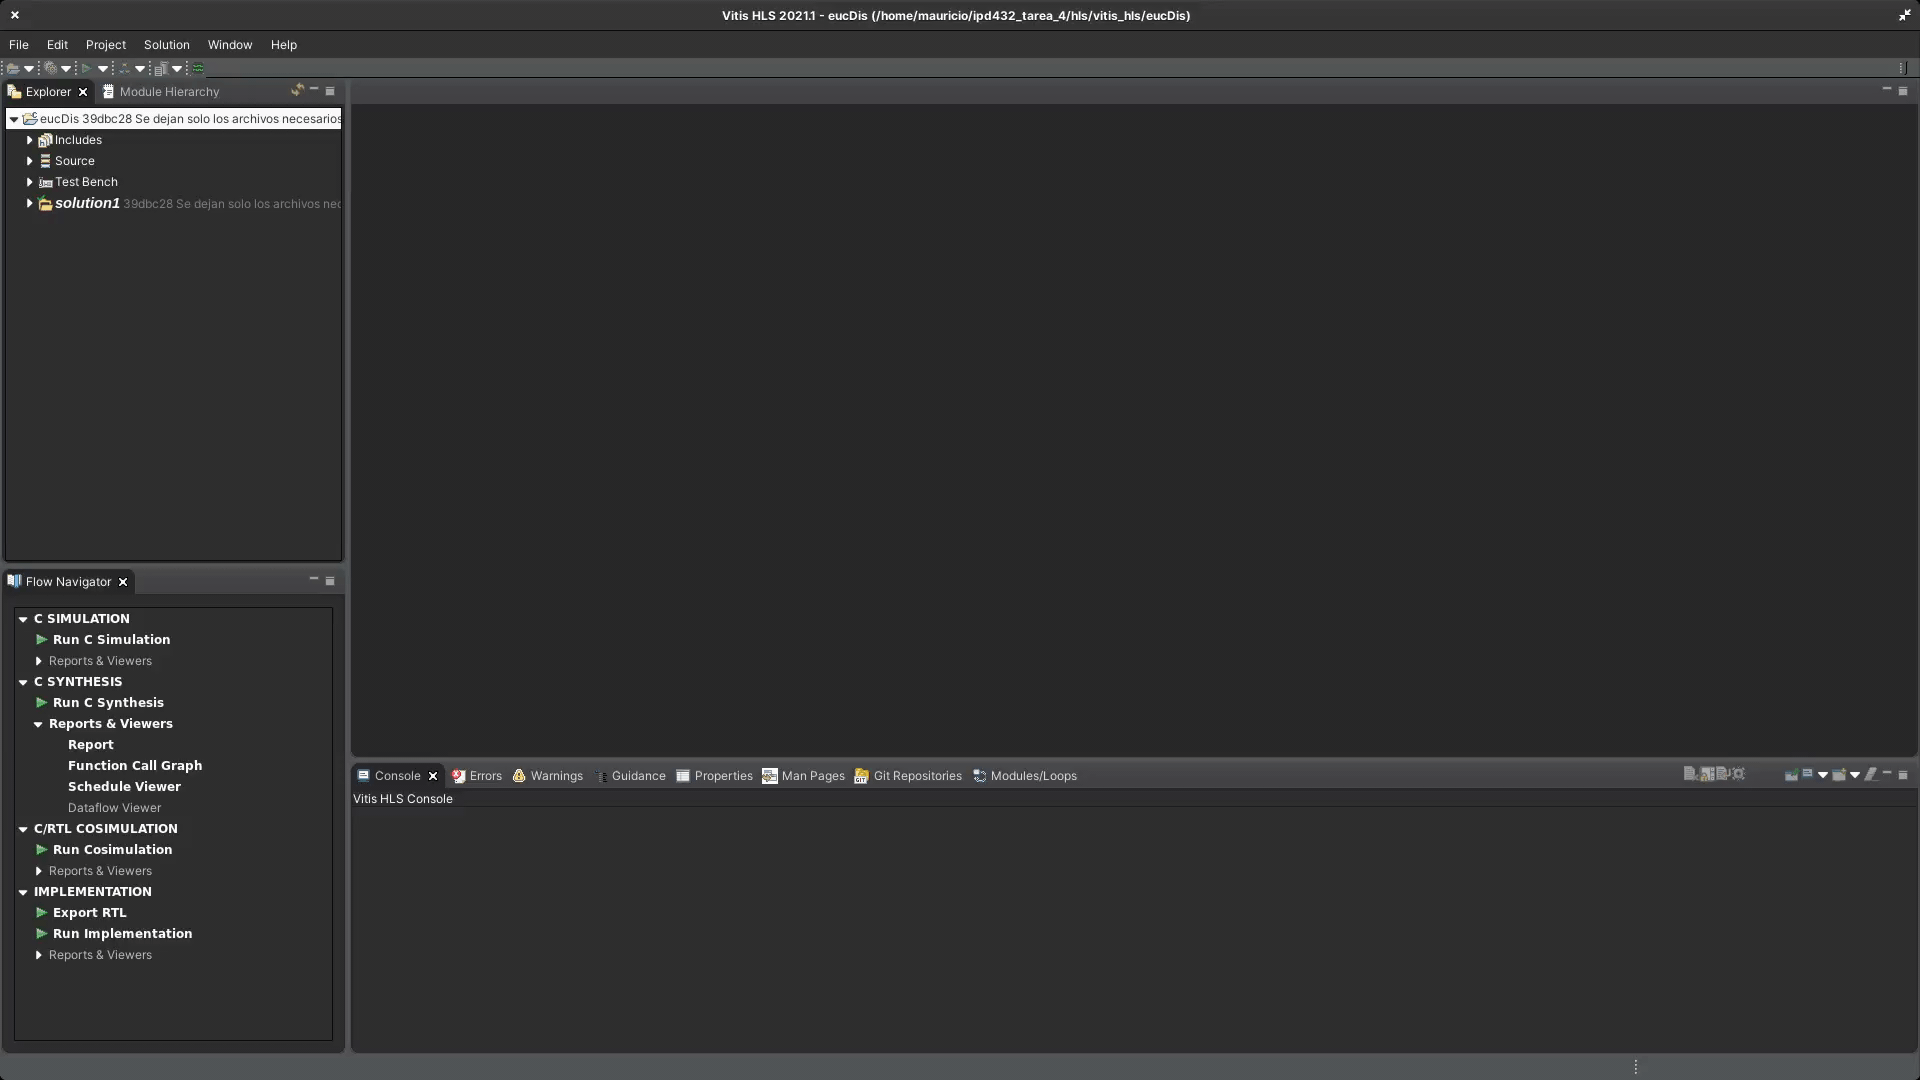 Vitis HLS 2021.1 - eucDis (/home/mauricio/ipd432_tarea_4/hls/vitis_hls/eucDis)
File Edit Project Solution Window Help
Explorer Module Hierarchy
eucDis 39dbc28 Se dejan solo los archivos necesarios
Includes
Source
Test Bench
solution1 39dbc28 Se dejan solo los archivos nec
Flow Navigator
C SIMULATION
Run C Simulation
Reports & Viewers
C SYNTHESIS
Run C Synthesis
Reports & Viewers
Report
Function Call Graph
Schedule Viewer
Dataflow Viewer
C/RTL COSIMULATION
Run Cosimulation
Reports & Viewers
IMPLEMENTATION
Export RTL
Run Implementation
Reports & Viewers
Console Errors Warnings Guidance Properties Man Pages Git Repositories Modules/Loops
Vitis HLS Console